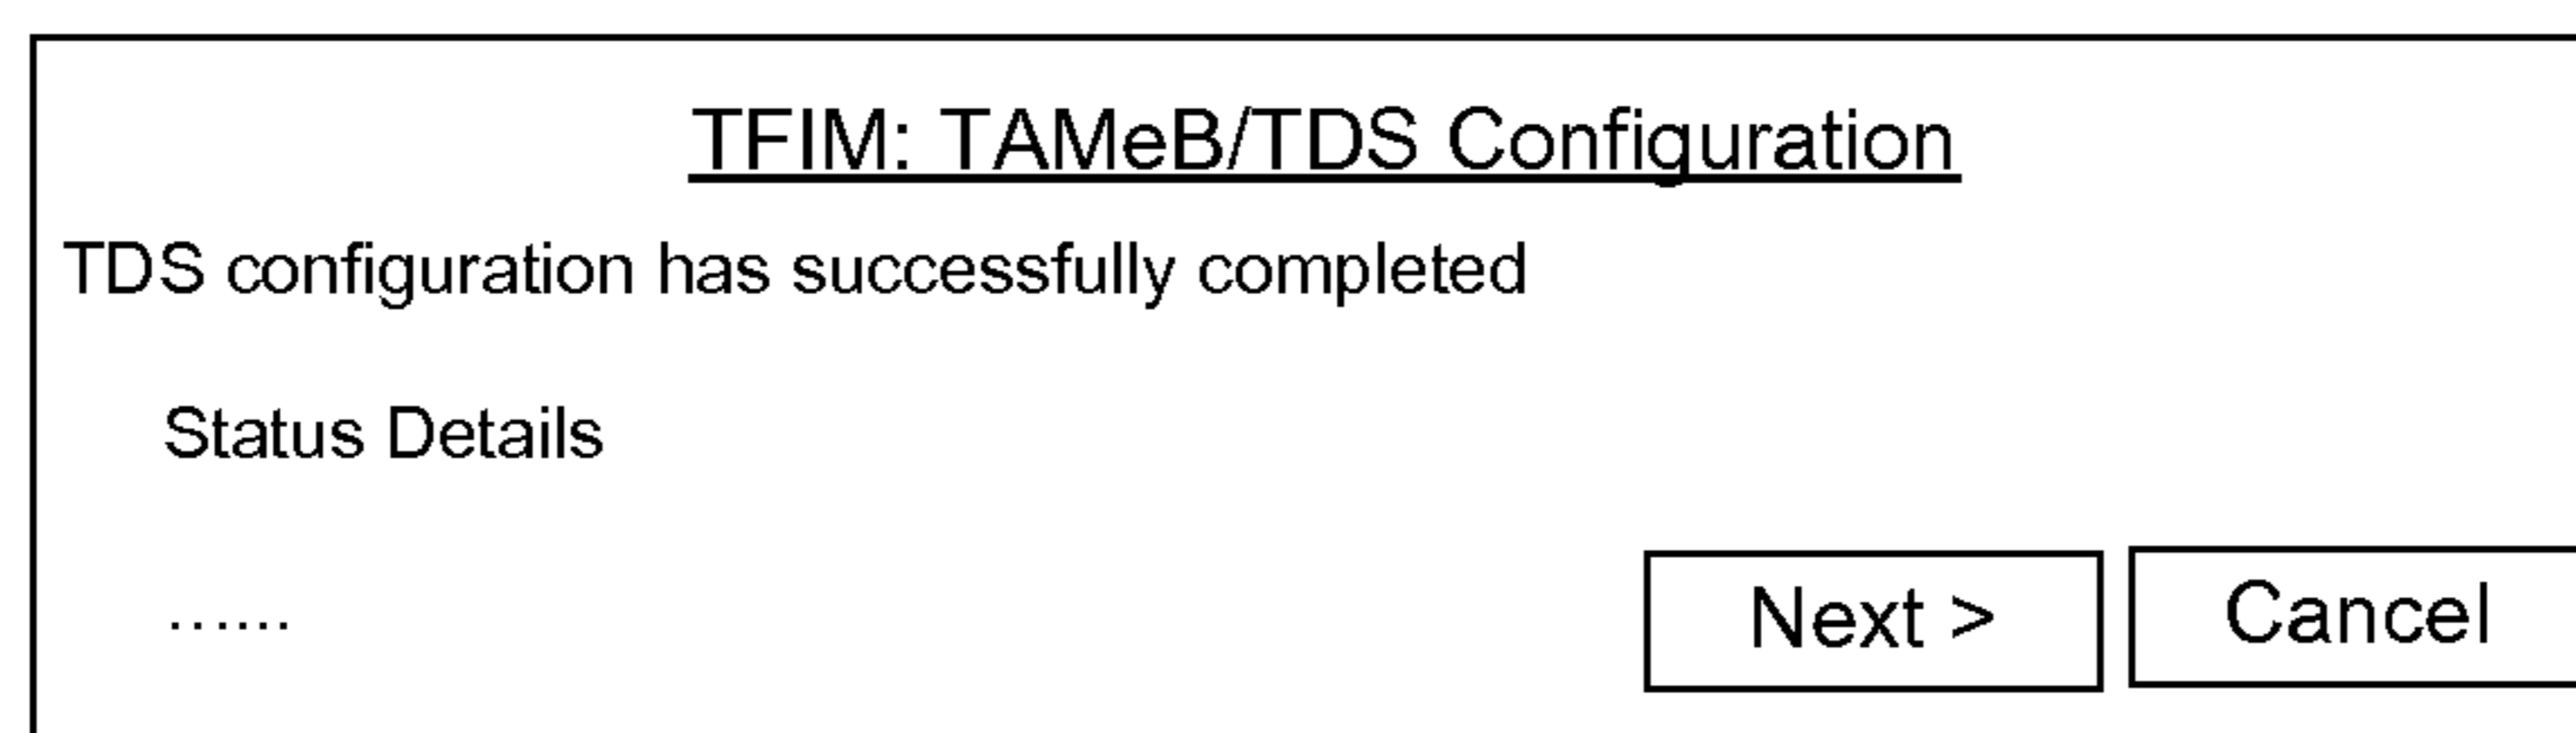 TFIM: TAMeB/TDS Configuration
TDS configuration has successfully completed
Status Details
......
Next > Cancel